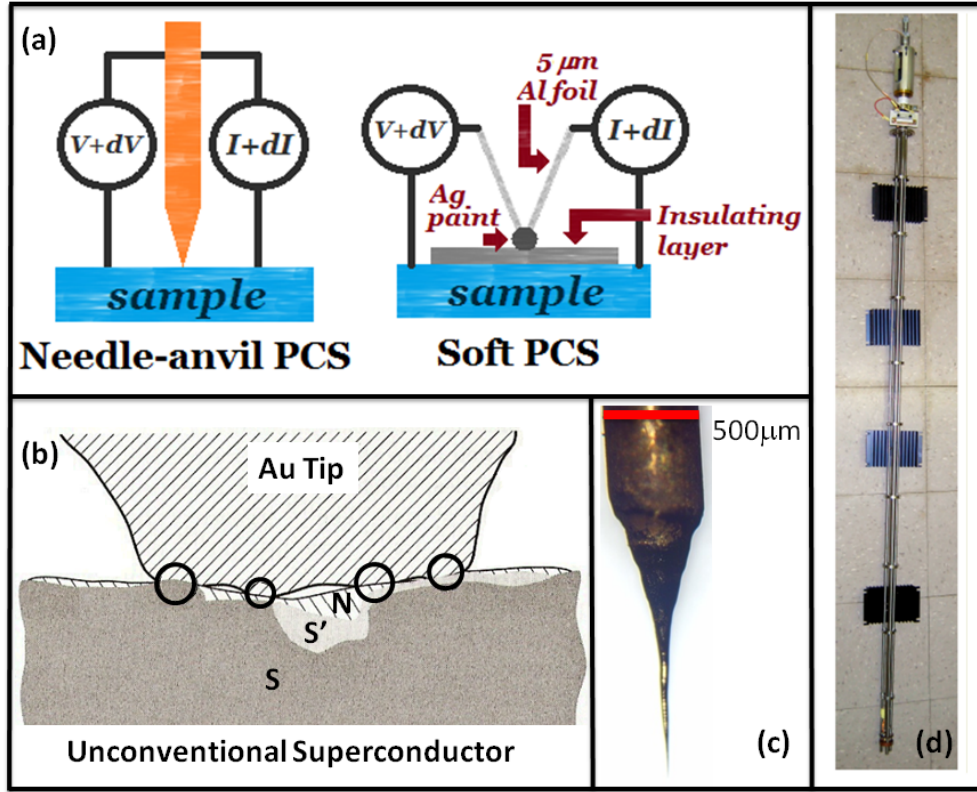 (a)
V+dV
I+dI
sample
Needle-anvil PCS
5 μm
Al foil
V+dV
I+dI
Ag
paint
Insulating
layer
sample
Soft PCS
(b)
Au Tip
N
S’
S
Unconventional Superconductor
500μm
(c)
(d)